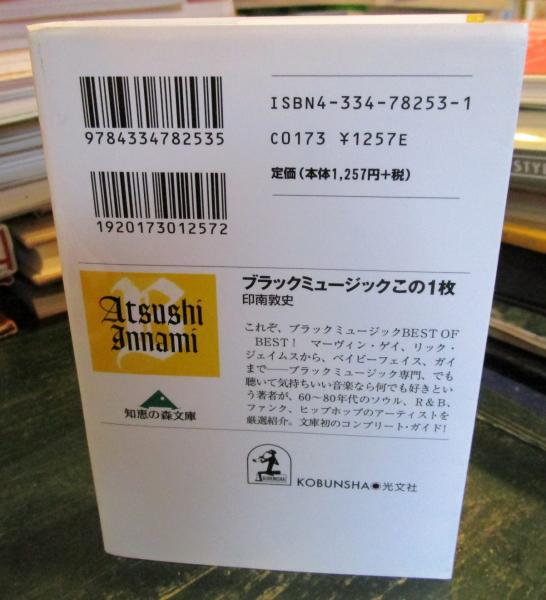 ISBN4-334-78253-1
9784334782535
C0173 ¥1257E
定価（本体1,257円+税）
1920173012572
Atsushi
Innami
ブラックミュージックこの1枚
印南敦史
これぞ、ブラックミュージックBEST OF
BEST！　マーヴィン・ゲイ、リック・
ジェイムスから、ベイビーフェイス、ガイ
まで――ブラックミュージック専門、でも
聴いて気持ちいい音楽なら何でも好きとい
う著者が、60～80年代のソウル、R&B、
ファンク、ヒップホップのアーティストを
厳選紹介。文庫初のコンプリート・ガイド！
知恵の森文庫
KOBUNSHA
KOBUNSHA◉光文社
STYL